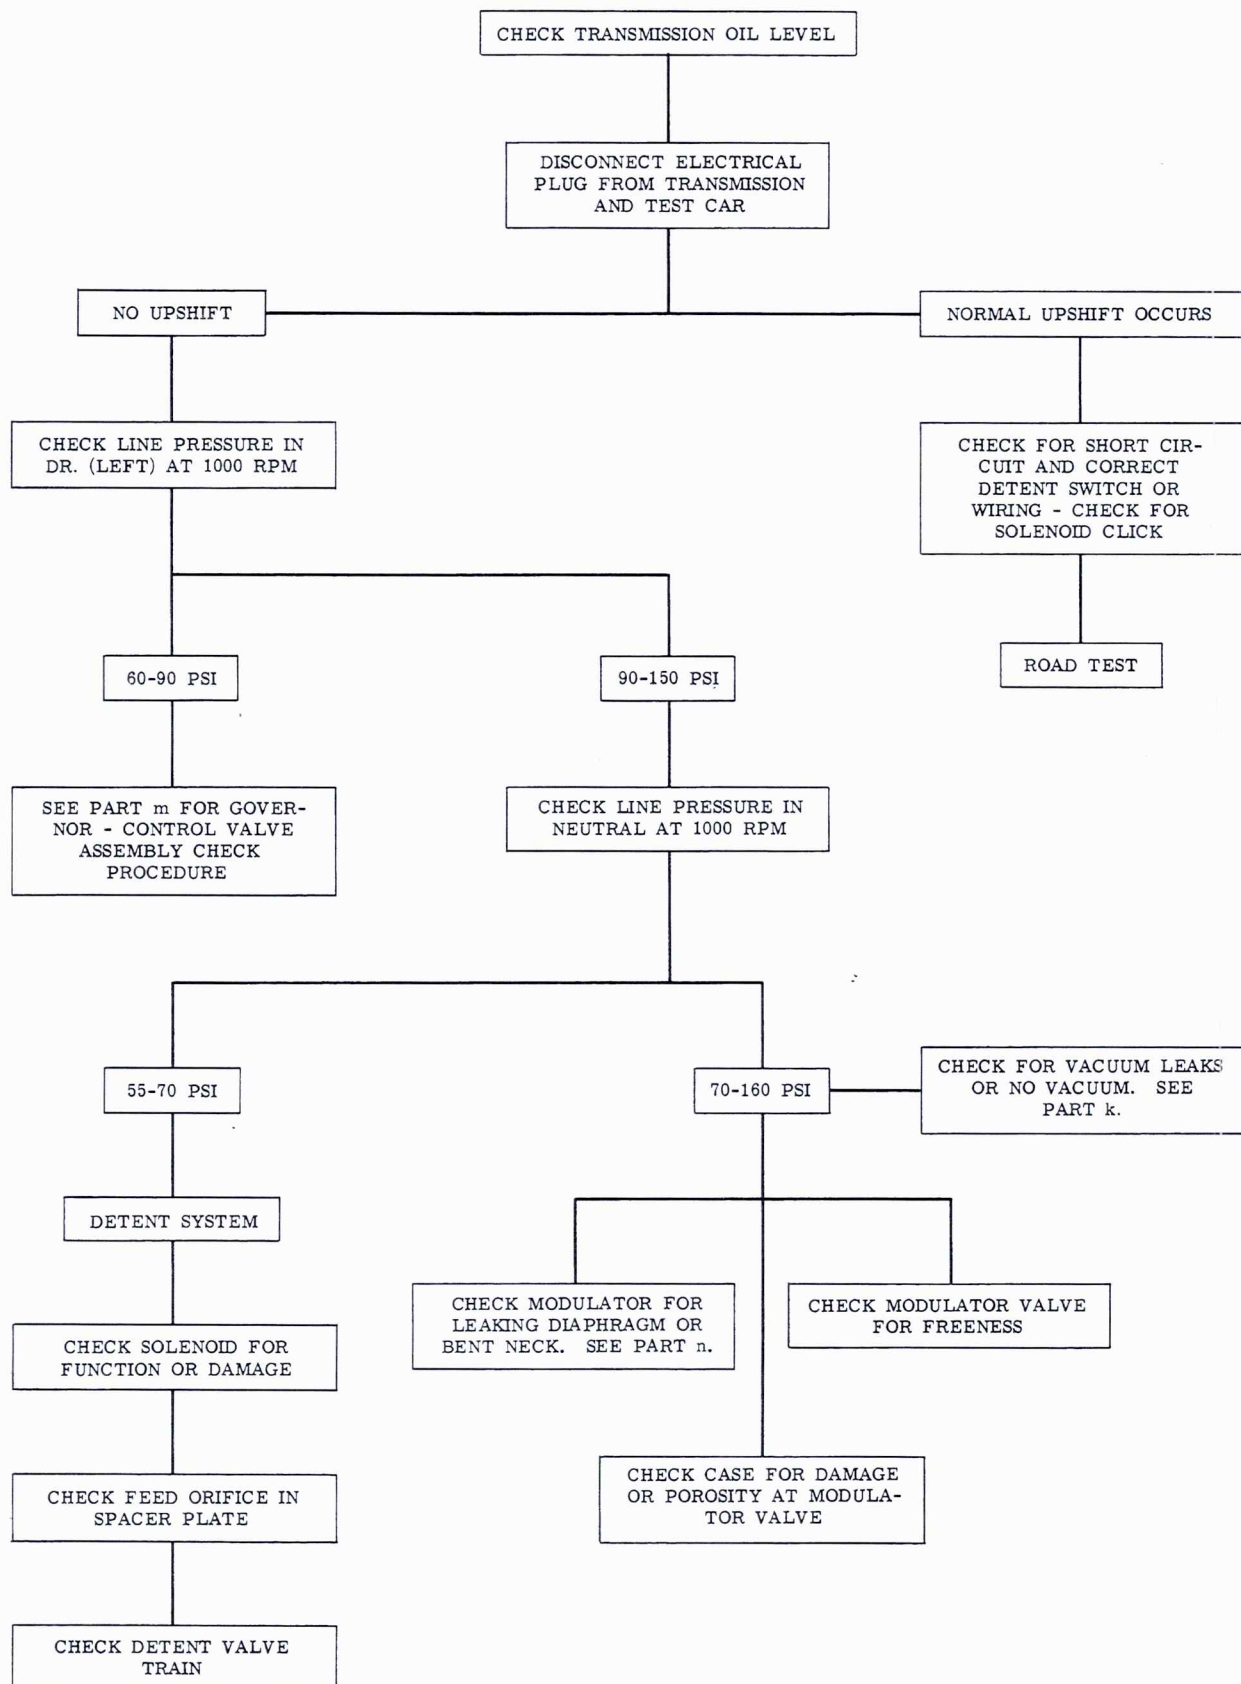 CHECK TRANSMISSION OIL LEVEL
DISCONNECT ELECTRICAL
PLUG FROM TRANSMISSION
AND TEST CAR
NO UPSHIFT
NORMAL UPSHIFT OCCURS
CHECK LINE PRESSURE IN
DR. (LEFT) AT 1000 RPM
CHECK FOR SHORT CIR-
CUIT AND CORRECT
DETENT SWITCH OR
WIRING - CHECK FOR
SOLENOID CLICK
60-90 PSI
90-150 PSI
ROAD TEST
SEE PART m FOR GOVER-
NOR - CONTROL VALVE
ASSEMBLY CHECK
PROCEDURE
CHECK LINE PRESSURE IN
NEUTRAL AT 1000 RPM
55-70 PSI
70-160 PSI
CHECK FOR VACUUM LEAKS
OR NO VACUUM. SEE
PART k.
DETENT SYSTEM
CHECK MODULATOR FOR
LEAKING DIAPHRAGM OR
BENT NECK. SEE PART n.
CHECK MODULATOR VALVE
FOR FREENESS
CHECK SOLENOID FOR
FUNCTION OR DAMAGE
CHECK CASE FOR DAMAGE
OR POROSITY AT MODULA-
TOR VALVE
CHECK FEED ORIFICE IN
SPACER PLATE
CHECK DETENT VALVE
TRAIN